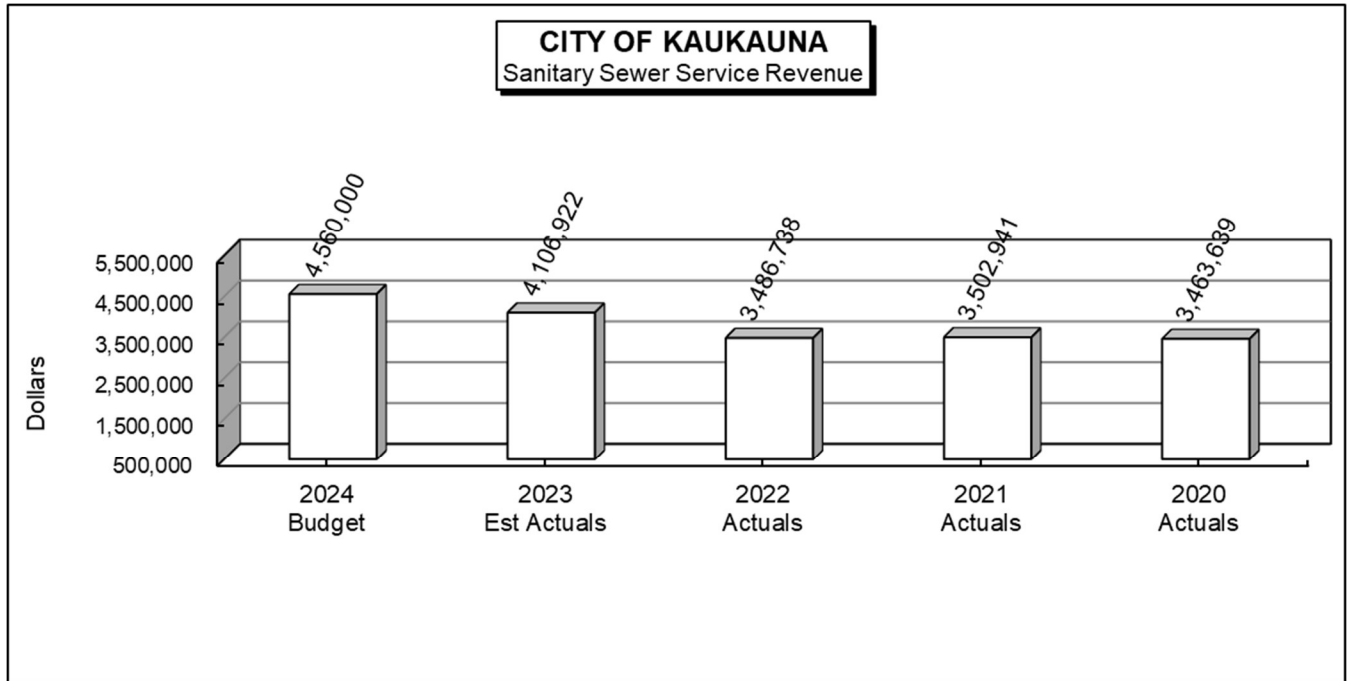 CITY OF KAUKAUNA
Sanitary Sewer Service Revenue
4,560,000
4,106,922
3,486,738
3,502,941
3,463,639
5,500,000
4,500,000
3,500,000
2,500,000
1,500,000
500,000
Dollars
2024
Budget
2023
Est Actuals
2022
Actuals
2021
Actuals
2020
Actuals